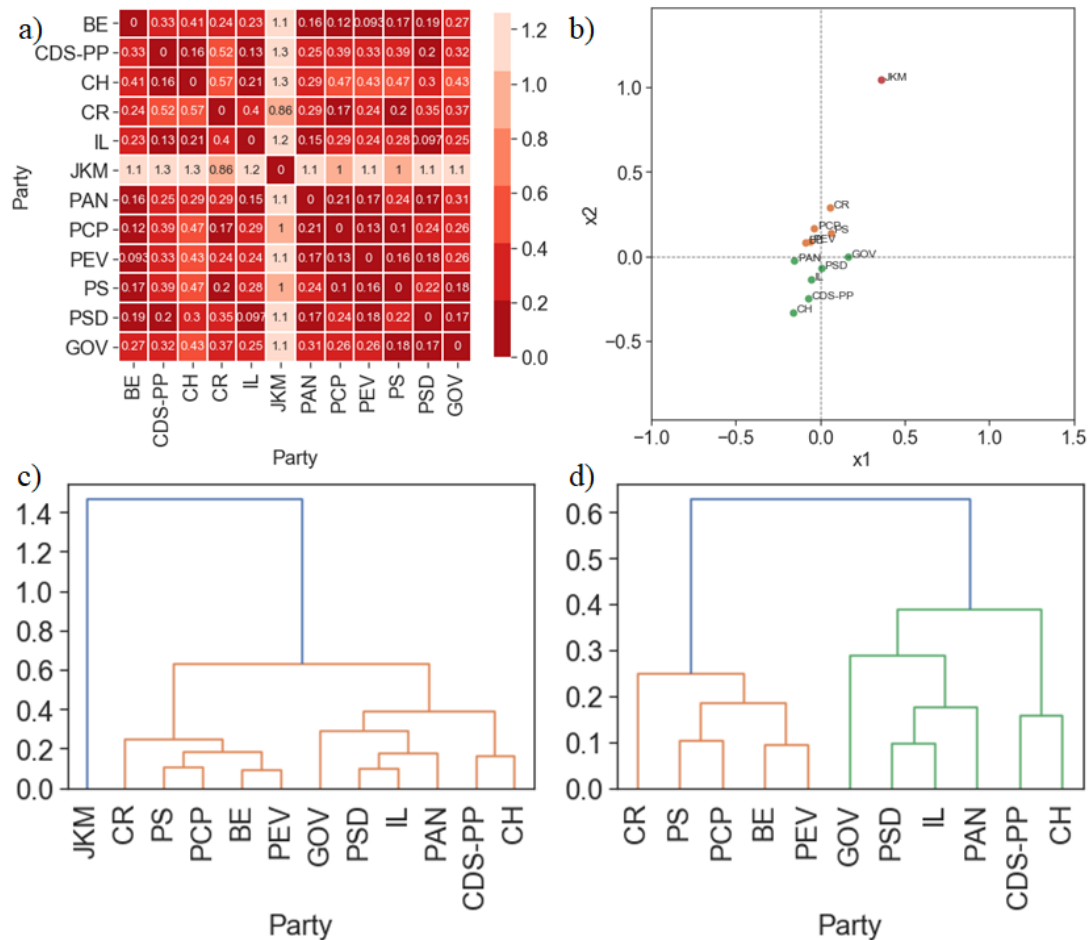 a)
BE 0 0.33 0.41 0.24 0.23 1.1 0.16 0.12 0.093 0.17 0.19 0.27
CDS-PP 0.33 0 0.16 0.52 0.13 1.3 0.25 0.39 0.33 0.39 0.2 0.32
CH 0.41 0.16 0 0.57 0.21 1.3 0.29 0.47 0.43 0.47 0.3 0.43
CR 0.24 0.52 0.57 0 0.4 0.86 0.29 0.17 0.24 0.2 0.35 0.37
IL 0.23 0.13 0.21 0.4 0 1.2 0.15 0.29 0.24 0.28 0.097 0.25
JKM 1.1 1.3 1.3 0.86 1.2 0 1.1 1 1.1 1 1.1 1.1
PAN 0.16 0.25 0.29 0.29 0.15 1.1 0 0.21 0.17 0.24 0.17 0.31
PCP 0.12 0.39 0.47 0.17 0.29 1 0.21 0 0.13 0.1 0.24 0.26
PEV 0.093 0.33 0.43 0.24 0.24 1.1 0.17 0.13 0 0.16 0.18 0.26
PS 0.17 0.39 0.47 0.2 0.28 1 0.24 0.1 0.16 0 0.22 0.18
PSD 0.19 0.2 0.3 0.35 0.097 1.1 0.17 0.24 0.18 0.22 0 0.17
GOV 0.27 0.32 0.43 0.37 0.25 1.1 0.31 0.26 0.26 0.18 0.17 0
BE CDS-PP CH CR IL JKM PAN PCP PEV PS PSD GOV
Party
Party
1.2
1.0
0.8
0.6
0.4
0.2
0.0
b)
JKM
CR
PCP
PS
PEV
GOV
PAN
PSD
IL
CDS-PP
CH
1.0
0.5
0.0
−0.5
x2
−1.0 −0.5 0.0 0.5 1.0 1.5
x1
c)
1.4
1.2
1.0
0.8
0.6
0.4
0.2
0.0
JKM CR PS PCP BE PEV GOV PSD IL PAN CDS-PP CH
Party
d)
0.6
0.5
0.4
0.3
0.2
0.1
0.0
CR PS PCP BE PEV GOV PSD IL PAN CDS-PP CH
Party